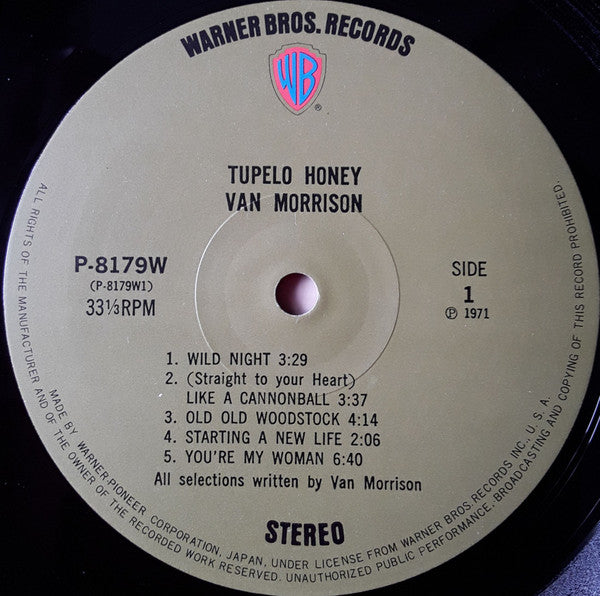 WARNER BROS. RECORDS
WB
®
TUPELO HONEY
VAN MORRISON
P-8179W
(P-8179W1)
33⅓RPM
SIDE
1
℗ 1971
1. WILD NIGHT 3:29
2. (Straight to your Heart)
LIKE A CANNONBALL 3:37
3. OLD OLD WOODSTOCK 4:14
4. STARTING A NEW LIFE 2:06
5. YOU'RE MY WOMAN 6:40
All selections written by Van Morrison
STEREO
MADE BY WARNER-PIONEER CORPORATION, JAPAN, UNDER LICENSE FROM WARNER BROS. RECORDS INC., U.S.A.
ALL RIGHTS OF THE MANUFACTURER AND OF THE OWNER OF THE RECORDED WORK RESERVED. UNAUTHORIZED PUBLIC PERFORMANCE. BROADCASTING AND COPYING OF THIS RECORD PROHIBITED.